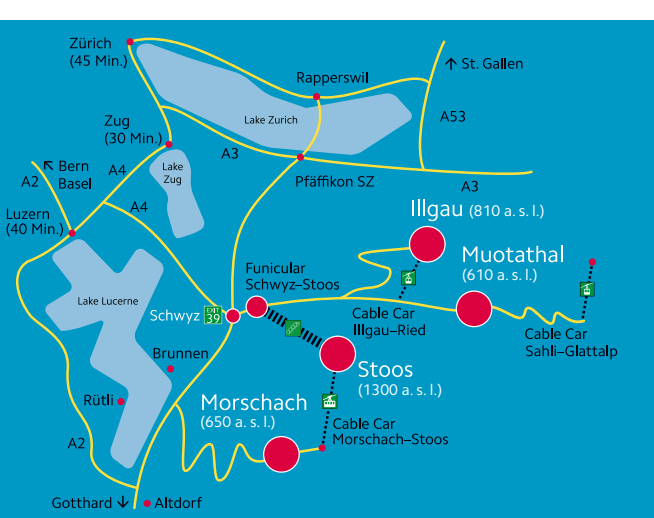 Zürich
(45 Min.)
St. Gallen
Rapperswil
Lake Zurich
A53
Zug
(30 Min.)
A3
Lake
Zug
Pfäffikon SZ
A3
Bern
Basel
A2
A4
A4
Luzern
(40 Min.)
Illgau (810 a. s. l.)
Muotathal
(610 a. s. l.)
Funicular
Schwyz–Stoos
Lake Lucerne
Schwyz
EXIT
39
Cable Car
Illgau–Ried
Cable Car
Sahli–Glattalp
Brunnen
Stoos
(1300 a. s. l.)
Rütli
Morschach
(650 a. s. l.)
Cable Car
Morschach–Stoos
A2
Gotthard
Altdorf